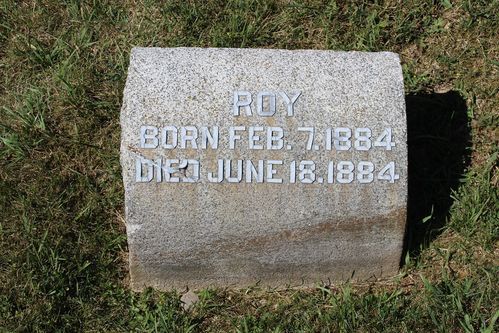 ROY
BORN FEB. 7. 1884
DIED JUNE 18. 1884